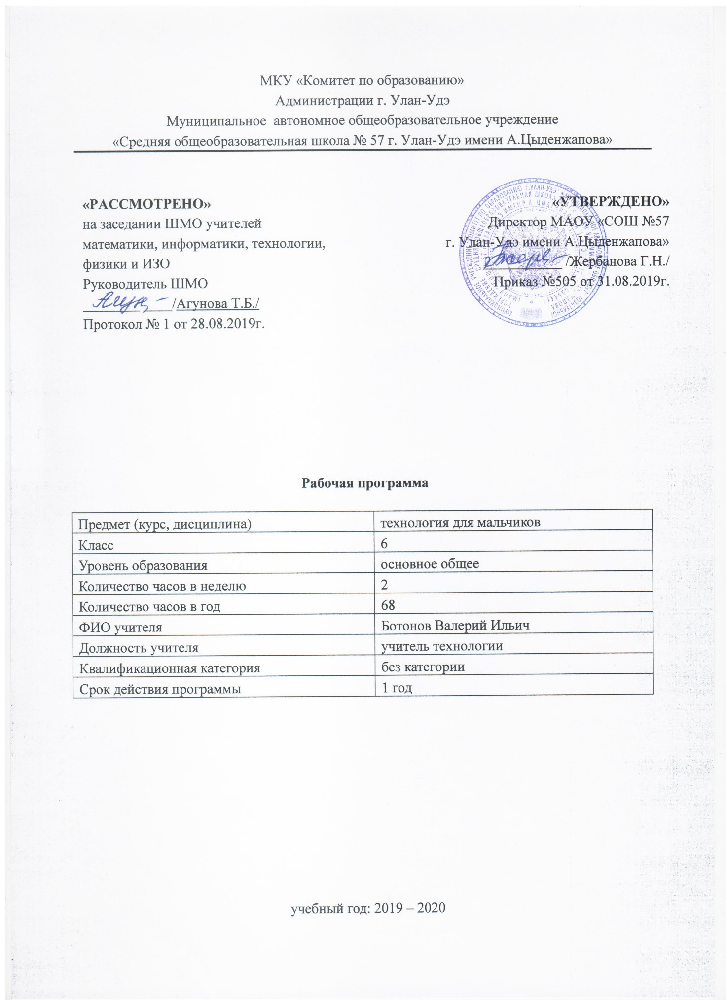 МКУ «Комитет по образованию»
Администрации г. Улан-Удэ
Муниципальное автономное общеобразовательное учреждение
«Средняя общеобразовательная школа № 57 г. Улан-Удэ имени А.Цыденжапова»
«РАССМОТРЕНО»
на заседании ШМО учителей
математики, информатики, технологии,
физики и ИЗО
Руководитель ШМО
/Агунова Т.Б./
Протокол № 1 от 28.08.2019г.
«УТВЕРЖДЕНО»
Директор МАОУ «СОШ №57
г. Улан-Удэ имени А.Цыденжапова»
/Жербанова Г.Н./
Приказ №505 от 31.08.2019г.
Рабочая программа
Предмет (курс, дисциплина) технология для мальчиков
Класс 6
Уровень образования основное общее
Количество часов в неделю 2
Количество часов в год 68
ФИО учителя Ботонов Валерий Ильич
Должность учителя учитель технологии
Квалификационная категория без категории
Срок действия программы 1 год
учебный год: 2019 – 2020